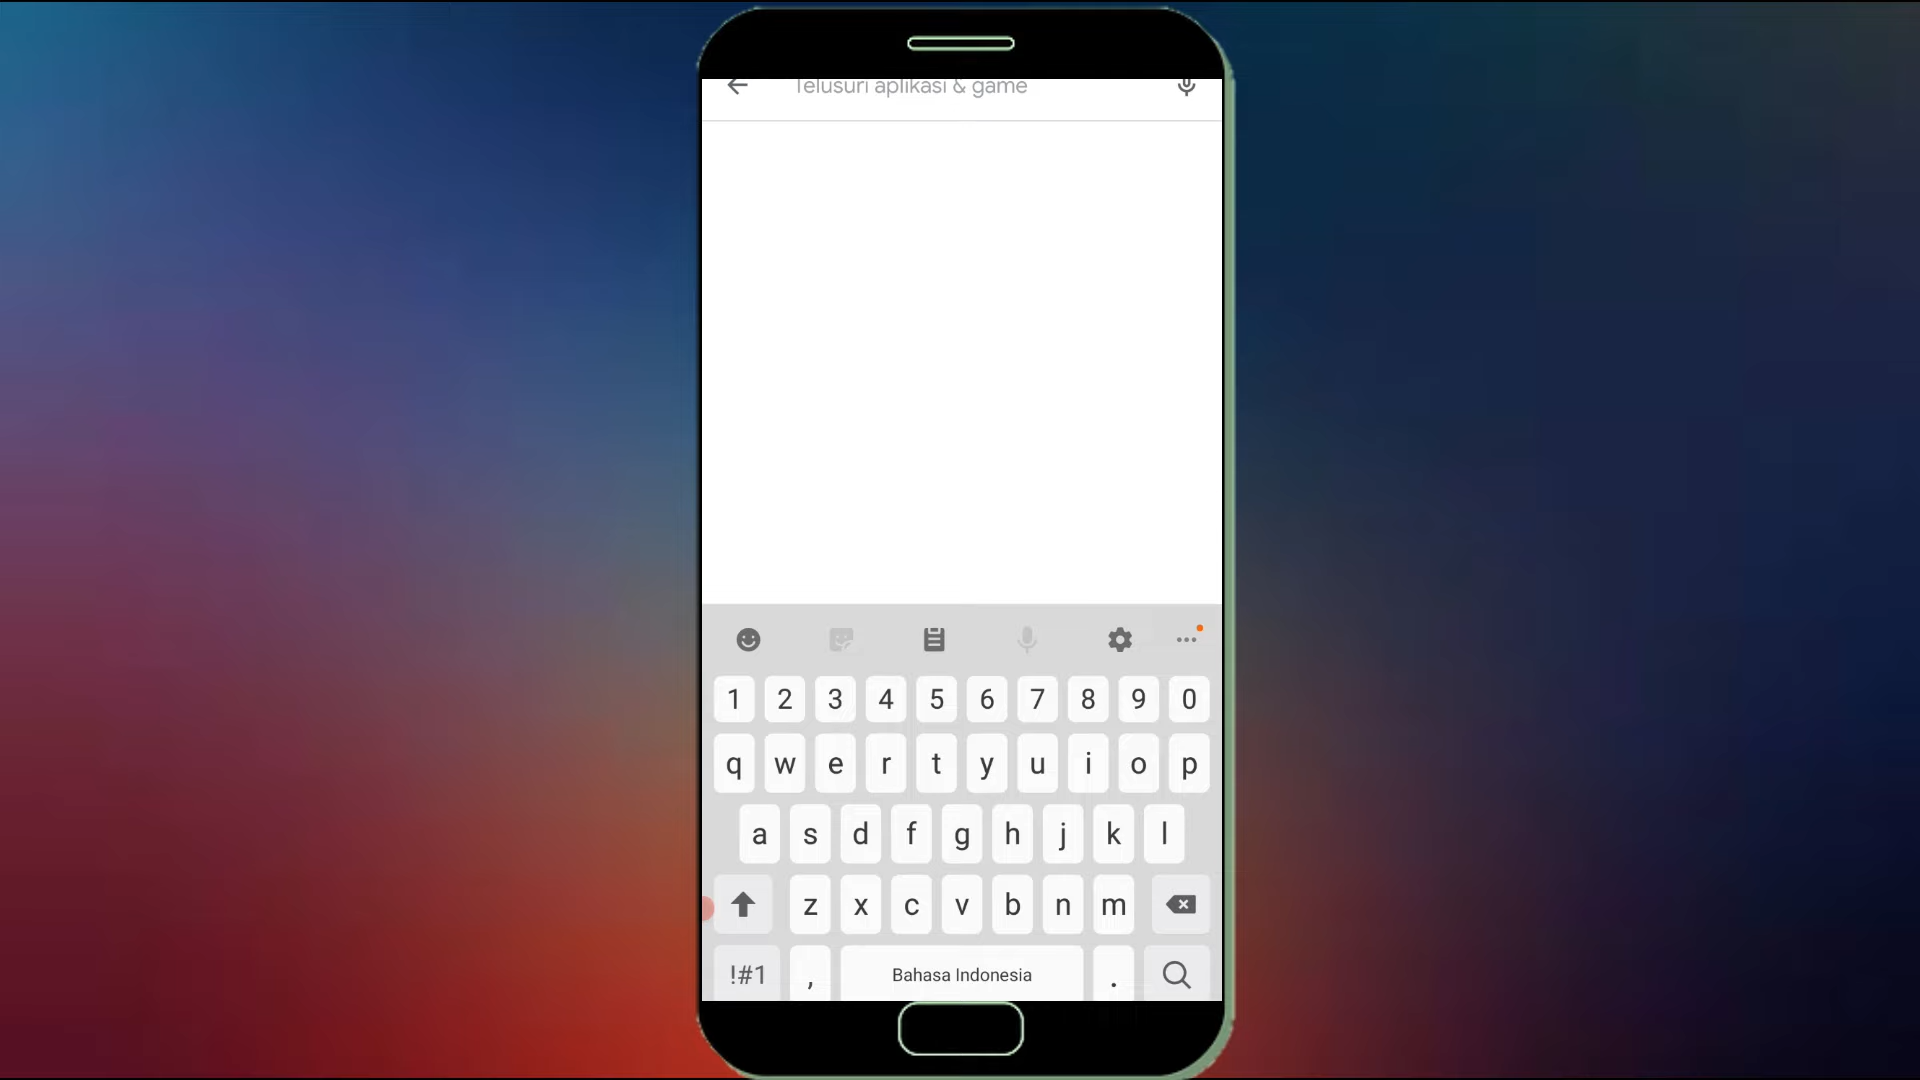 Telusuri aplikasi & game
1 2 3 4 5 6 7 8 9 0
q w e r t y u i o p
a s d f g h j k l
z x c v b n m
!#1 , Bahasa Indonesia .